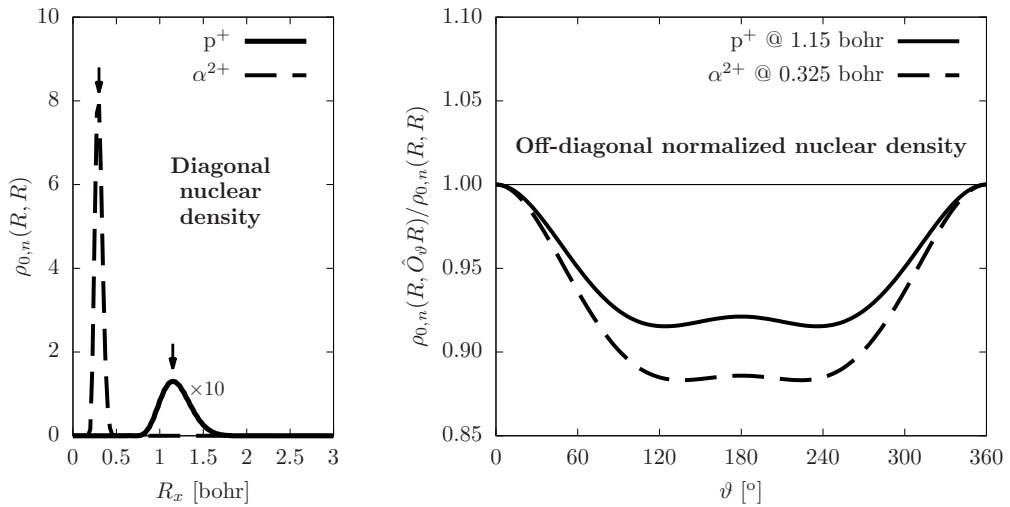 10
8
6
4
2
0
ρ₀,ₙ(R, R)
p⁺
α²⁺
Diagonal
nuclear
density
×10
0 0.5 1 1.5 2 2.5 3
Rₓ [bohr]
1.10
1.05
1.00
0.95
0.90
0.85
ρ₀,ₙ(R, Ô_ϑR)/ρ₀,ₙ(R, R)
p⁺ @ 1.15 bohr
α²⁺ @ 0.325 bohr
Off-diagonal normalized nuclear density
0 60 120 180 240 300 360
ϑ [°]